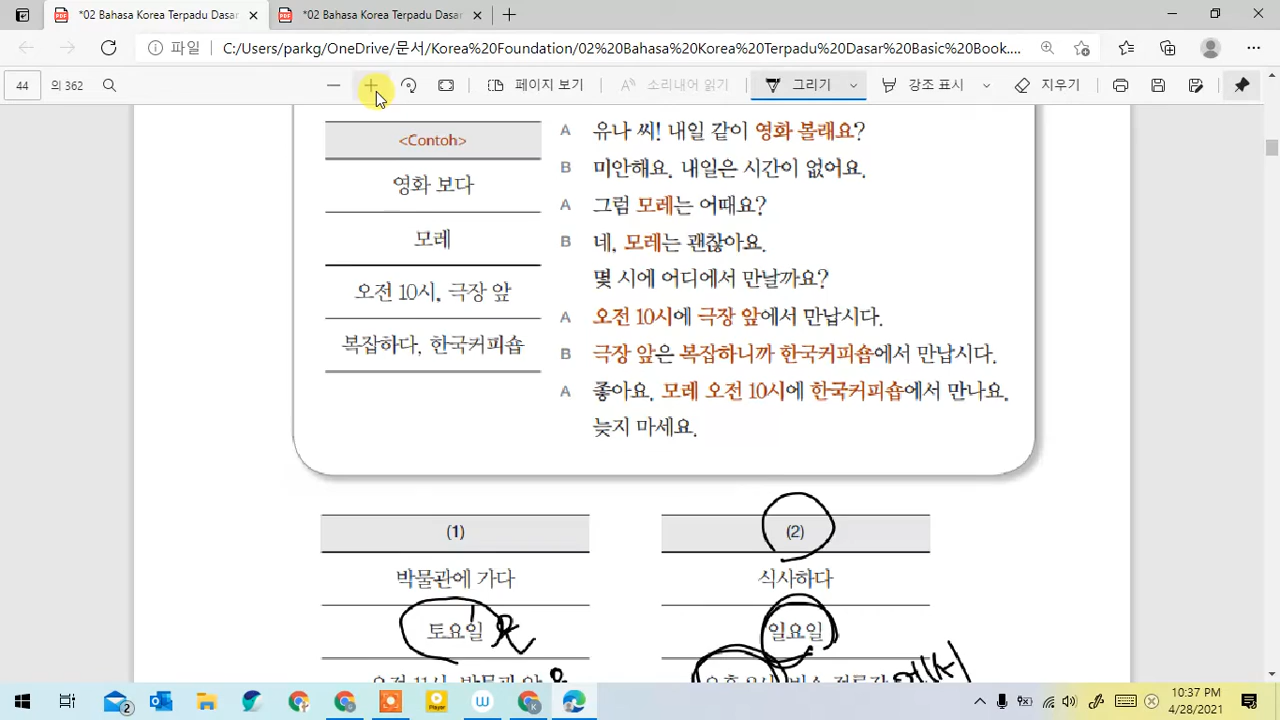 *02 Bahasa Korea Terpadu Dasar
*02 Bahasa Korea Terpadu Dasar
파일
C:/Users/parkg/OneDrive/문서/Korea%20Foundation/02%20Bahasa%20Korea%20Terpadu%20Dasar%20Basic%20Book....
44 의 362
페이지 보기
소리내어 읽기
그리기
강조 표시
지우기
<Contoh>
영화 보다
모레
오전 10시, 극장 앞
복잡하다, 한국커피숍
A 유나 씨! 내일 같이 영화 볼래요?
B 미안해요. 내일은 시간이 없어요.
A 그럼 모레는 어때요?
B 네, 모레는 괜찮아요.
몇 시에 어디에서 만날까요?
A 오전 10시에 극장 앞에서 만납시다.
B 극장 앞은 복잡하니까 한국커피숍에서 만납시다.
A 좋아요. 모레 오전 10시에 한국커피숍에서 만나요.
늦지 마세요.
(1)
박물관에 가다
토요일
(2)
식사하다
일요일
2
Player
10:37 PM
4/28/2021